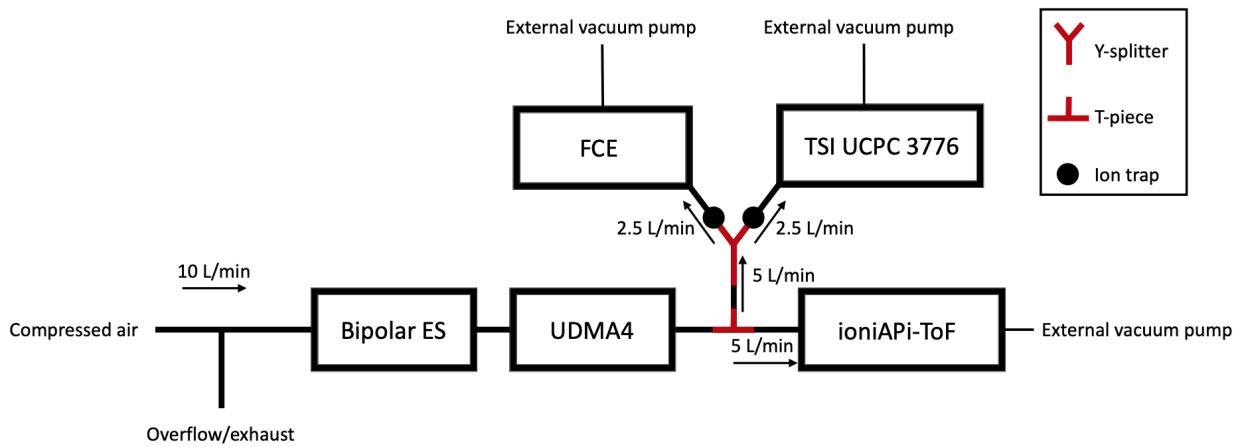 External vacuum pump
External vacuum pump
Y-splitter
T-piece
Ion trap
FCE
TSI UCPC 3776
2.5 L/min
2.5 L/min
10 L/min
5 L/min
Compressed air
Bipolar ES
UDMA4
ioniAPi-ToF
External vacuum pump
5 L/min
Overflow/exhaust